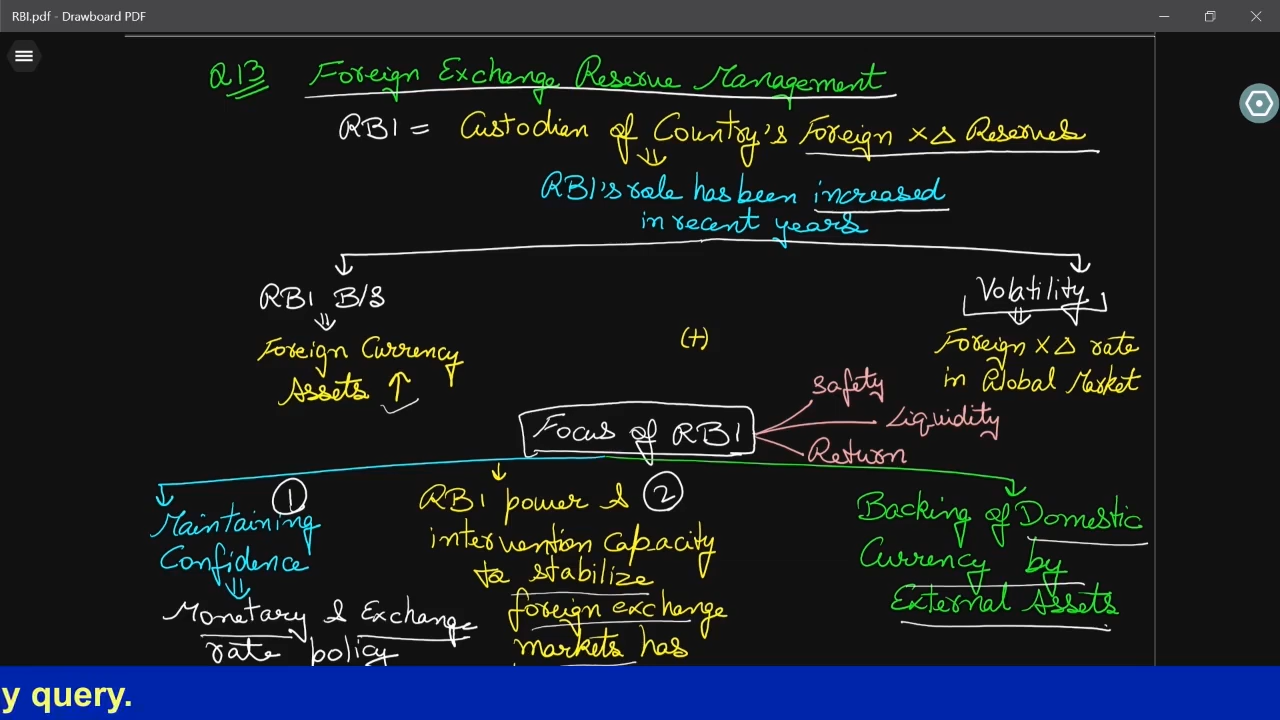 RBI.pdf - Drawboard PDF
Q13 Foreign Exchange Reserve Management
RBI = Custodian of Country's Foreign X∆ Reserves
RBI's role has been increased
in recent years
RBI B/S
Foreign Currency
Assets ↑
(+)
Volatility
Foreign X∆ rate
in Global Market
Focus of RBI
Safety
Liquidity
Return
①
Maintaining
Confidence
Monetary & Exchange
rate policy
RBI power & ②
intervention capacity
to stabilize
foreign exchange
markets has
Backing of Domestic
Currency by
External Assets
y query.